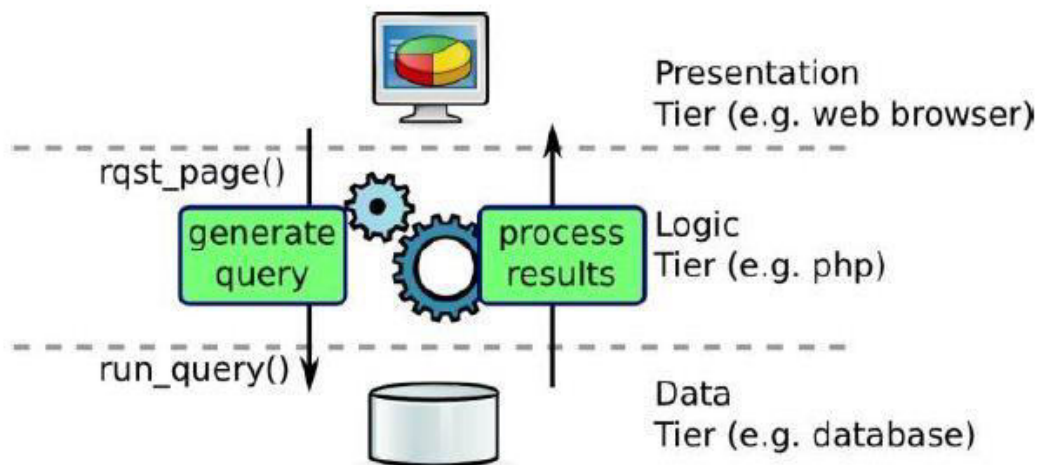 Presentation
Tier (e.g. web browser)
rqst_page()
generate
query
process
results
Logic
Tier (e.g. php)
run_query()
Data
Tier (e.g. database)